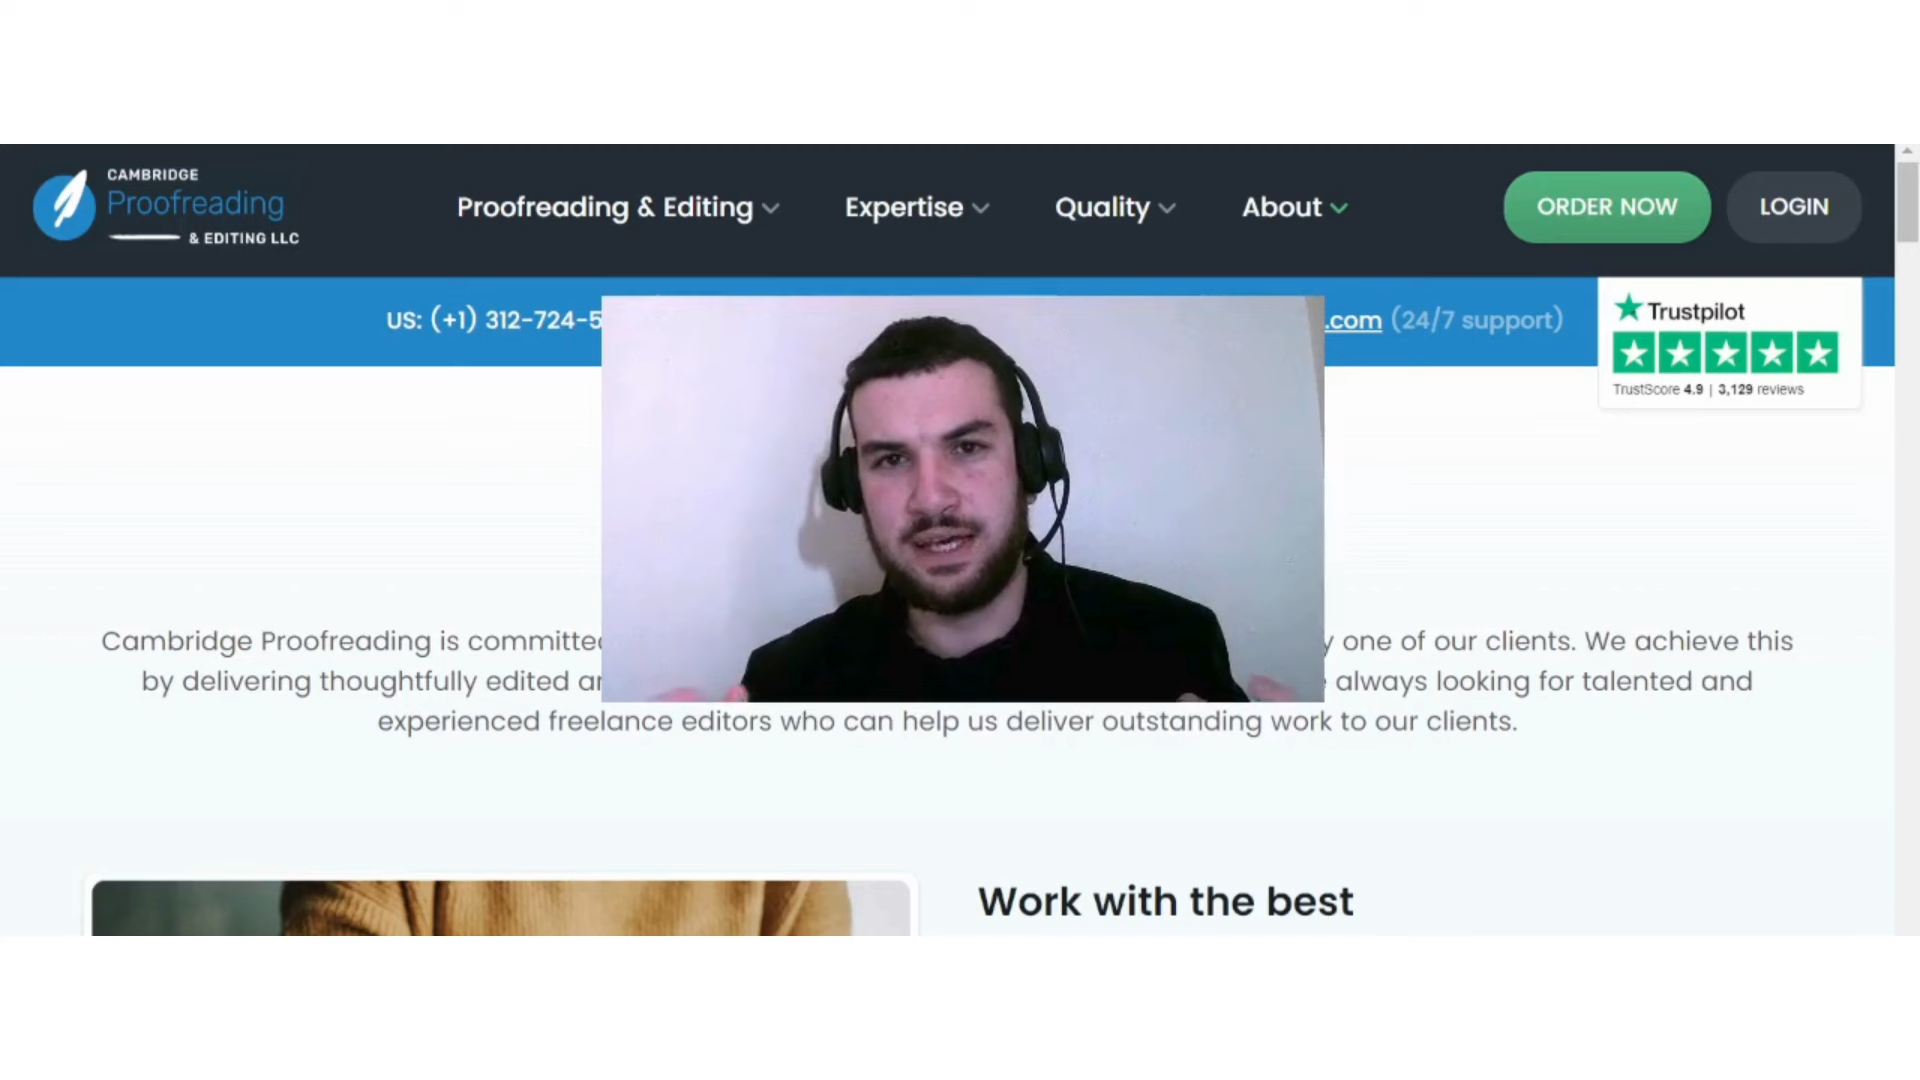 CAMBRIDGE
Proofreading
& EDITING LLC
Proofreading & Editing
Expertise
Quality
About
ORDER NOW
LOGIN
US: (+1) 312-724-5
.com (24/7 support)
Trustpilot
TrustScore 4.9 | 3,129 reviews
Cambridge Proofreading is committe y one of our clients. We achieve this
by delivering thoughtfully edited always looking for talented and
experienced freelance editors who can help us deliver outstanding work to our clients.
Work with the best